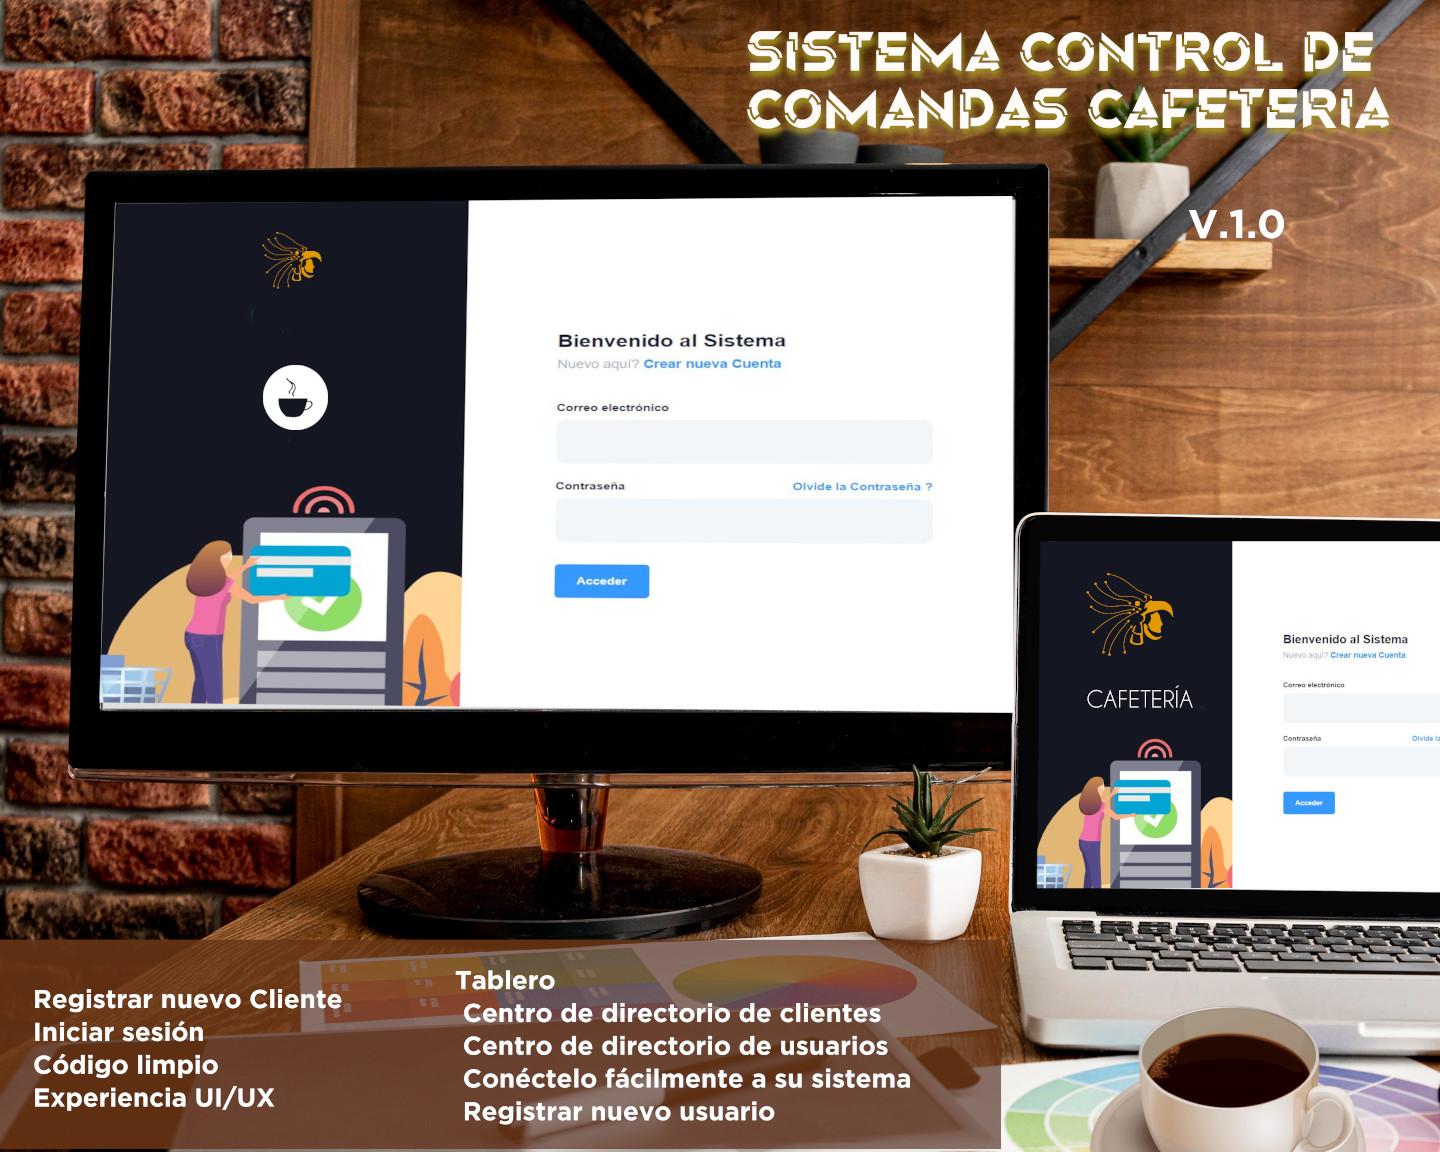 SISTEMA CONTROL DE
COMANDAS CAFETERIA
V.1.0
Bienvenido al Sistema
Nuevo aquí? Crear nueva Cuenta
Correo electrónico
Contraseña Olvide la Contraseña ?
Acceder
CAFETERÍA
Bienvenido al Sistema
Nuevo aquí? Crear nueva Cuenta
Correo electrónico
Contraseña Olvide la
Acceder
Registrar nuevo Cliente
Iniciar sesión
Código limpio
Experiencia UI/UX
Tablero
Centro de directorio de clientes
Centro de directorio de usuarios
Conéctelo fácilmente a su sistema
Registrar nuevo usuario